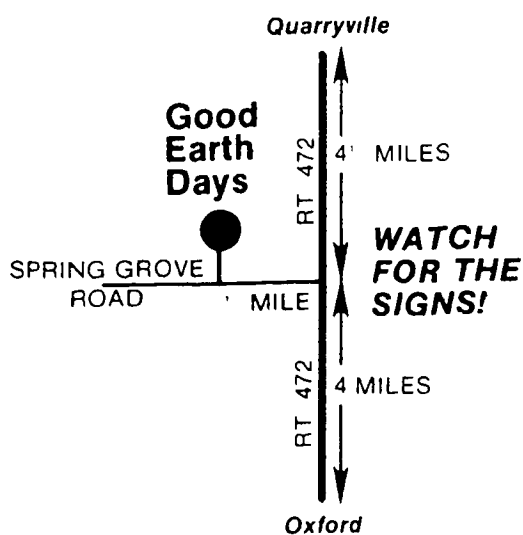 Quarryville
Good
Earth
Days
RT 472
4' MILES
WATCH
FOR THE
SIGNS!
SPRING GROVE
ROAD
' MILE
RT 472
4 MILES
Oxford